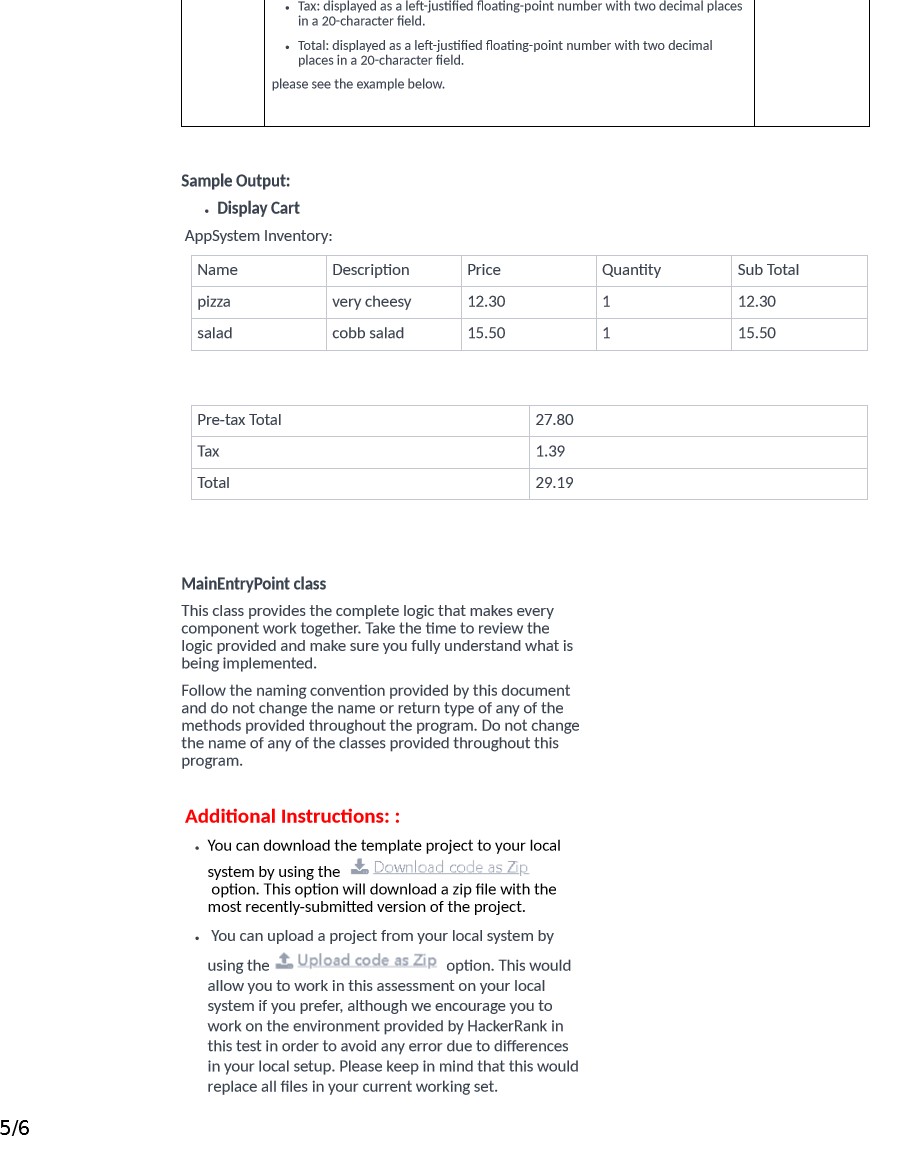 • Tax: displayed as a left-justified floating-point number with two decimal places
in a 20-character field.
• Total: displayed as a left-justified floating-point number with two decimal
places in a 20-character field.
please see the example below.
Sample Output:
• Display Cart
AppSystem Inventory:
Name Description Price Quantity Sub Total
pizza very cheesy 12.30 1 12.30
salad cobb salad 15.50 1 15.50
Pre-tax Total 27.80
Tax 1.39
Total 29.19
MainEntryPoint class
This class provides the complete logic that makes every
component work together. Take the time to review the
logic provided and make sure you fully understand what is
being implemented.
Follow the naming convention provided by this document
and do not change the name or return type of any of the
methods provided throughout the program. Do not change
the name of any of the classes provided throughout this
program.
Additional Instructions: :
• You can download the template project to your local
system by using the Download code as Zip
option. This option will download a zip file with the
most recently-submitted version of the project.
• You can upload a project from your local system by
using the Upload code as Zip option. This would
allow you to work in this assessment on your local
system if you prefer, although we encourage you to
work on the environment provided by HackerRank in
this test in order to avoid any error due to differences
in your local setup. Please keep in mind that this would
replace all files in your current working set.
5/6